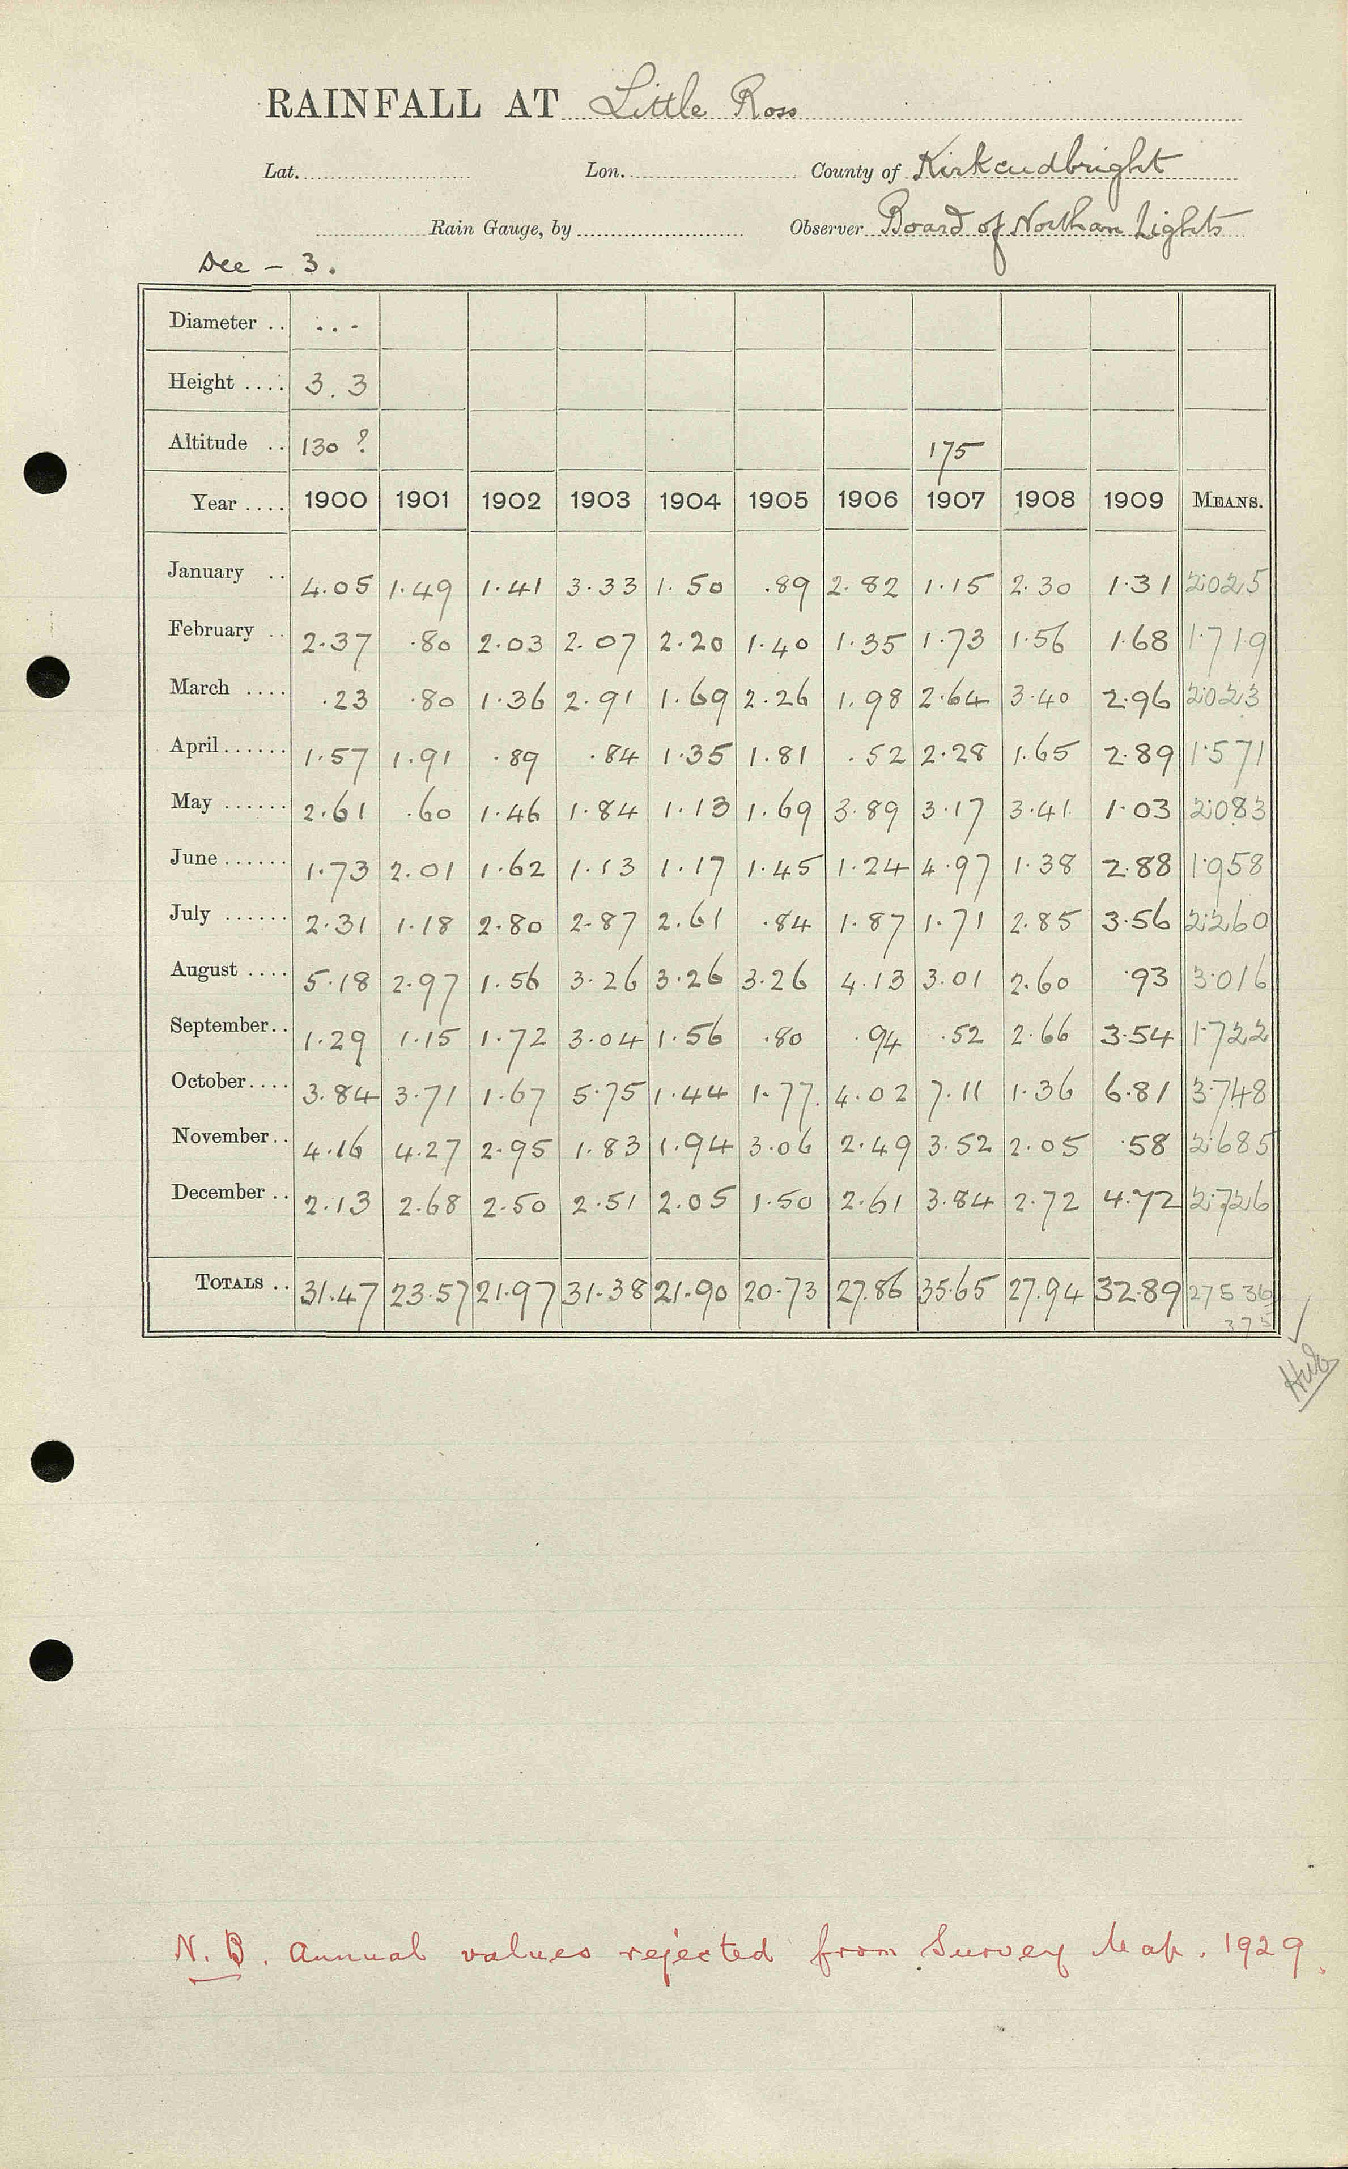 RAINFALL AT Little Ross
Lat. Lon. County of Kirkcudbright
Rain Gauge, by Observer Board of Northern Lights
Dee - 3.
Diameter .. ...
Height .... 3. 3
Altitude .. 130 ? 175
Year .... 1900 1901 1902 1903 1904 1905 1906 1907 1908 1909 MEANS.
January .. 4.05 1.49 1.41 3.33 1.50 .89 2.82 1.15 2.30 1.31 2.025
February .. 2.37 .80 2.03 2.07 2.20 1.40 1.35 1.73 1.56 1.68 1.719
March .... .23 .80 1.36 2.91 1.69 2.26 1.98 2.64 3.40 2.96 2.023
April...... 1.57 1.91 .89 .84 1.35 1.81 .52 2.28 1.65 2.89 1.571
May ...... 2.61 .60 1.46 1.84 1.13 1.69 3.89 3.17 3.41 1.03 2.083
June...... 1.73 2.01 1.62 1.13 1.17 1.45 1.24 4.97 1.38 2.88 1.958
July ...... 2.31 1.18 2.80 2.87 2.61 .84 1.87 1.71 2.85 3.56 2.260
August .... 5.18 2.97 1.56 3.26 3.26 3.26 4.13 3.01 2.60 .93 3.016
September.. 1.29 1.15 1.72 3.04 1.56 .80 .94 .52 2.66 3.54 1.722
October.... 3.84 3.71 1.67 5.75 1.44 1.77 4.02 7.11 1.36 6.81 3.748
November.. 4.16 4.27 2.95 1.83 1.94 3.06 2.49 3.52 2.05 .58 2.685
December .. 2.13 2.68 2.50 2.51 2.05 1.50 2.61 3.84 2.72 4.72 2.726
TOTALS .. 31.47 23.57 21.97 31.38 21.90 20.73 27.86 35.65 27.94 32.89 27536
375
N.B. Annual values rejected from Survey Map. 1929.